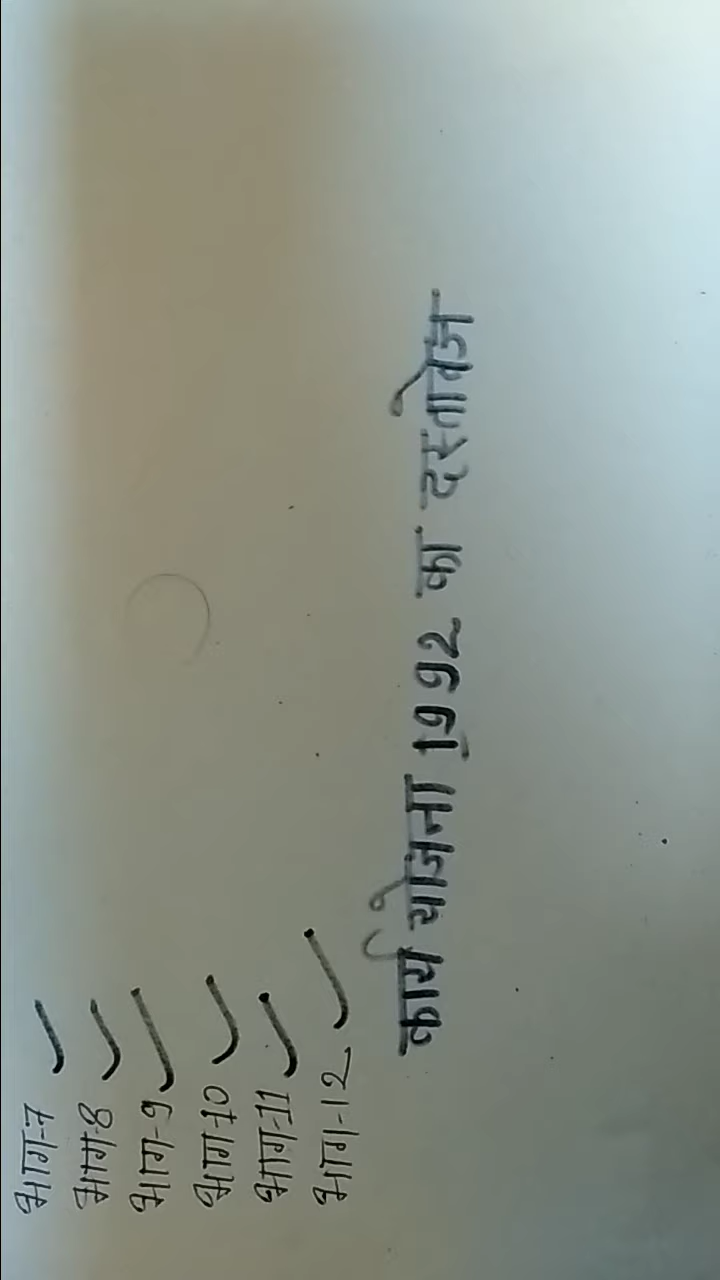 भाग-7
भाग-8
भाग-9
भाग-10
भाग-11
भाग-12
कार्य योजना 1992 का दस्तावेज